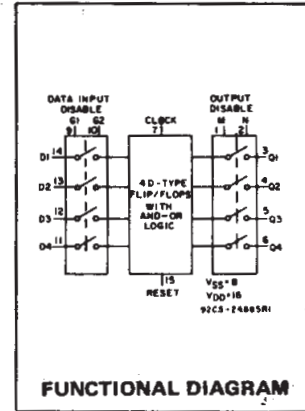 DATA INPUT DISABLE
G1 G2
9 10
CLOCK
7
OUTPUT DISABLE
M N
1 2
D1 14
D2 13
D3 12
D4 11
4 D-TYPE
FLIP/FLOPS
WITH
AND-OR
LOGIC
3 Q1
4 Q2
5 Q3
6 Q4
15
RESET
VSS=8
VDD=16
92CS-24885R1
FUNCTIONAL DIAGRAM